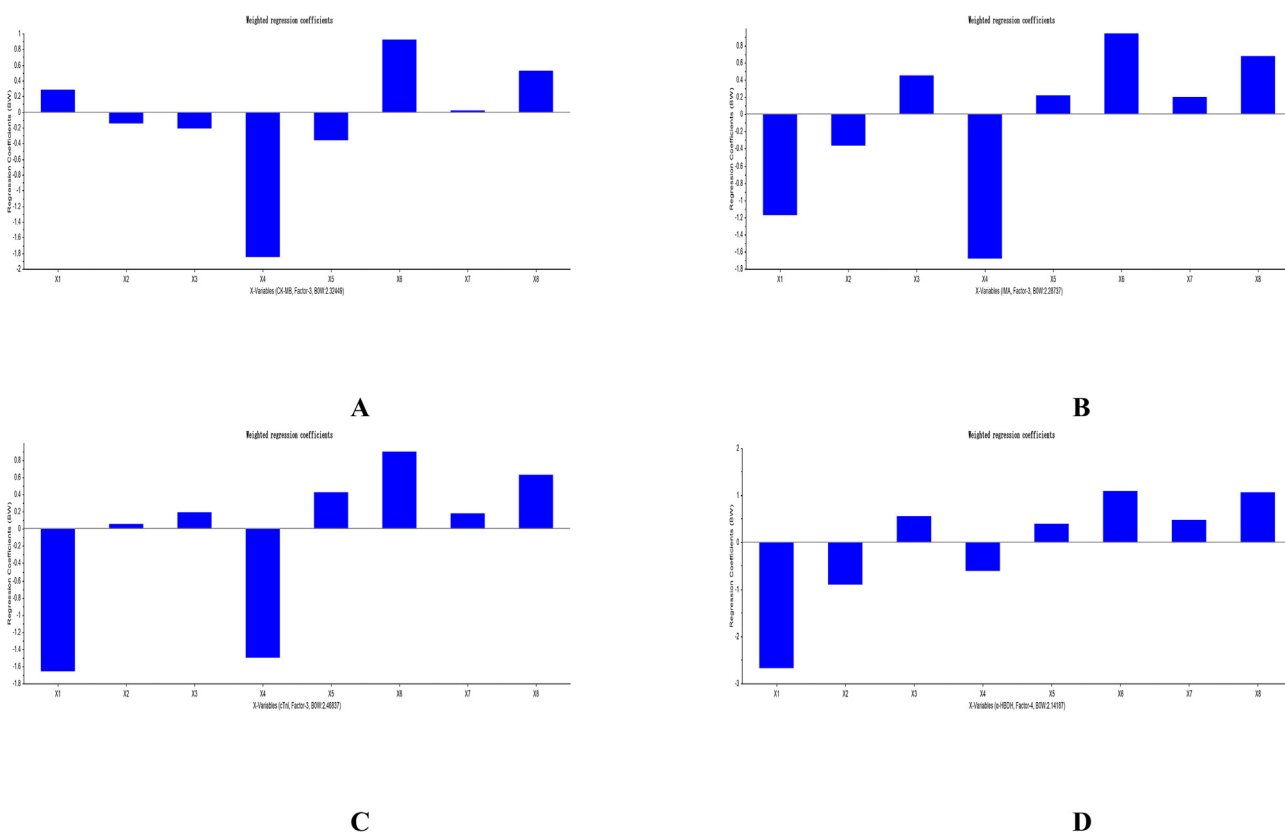 Weighted regression coefficients
Regression Coefficients (BW)
1
0.8
0.6
0.4
0.2
0
-0.2
-0.4
-0.6
-0.8
-1
-1.2
-1.4
-1.6
-1.8
-2
X1 X2 X3 X4 X5 X6 X7 X8
X-Variables (CK-MB, Factor-3, B0W:2.32449)
A
Weighted regression coefficients
Regression Coefficients (BW)
0.8
0.6
0.4
0.2
0
-0.2
-0.4
-0.6
-0.8
-1
-1.2
-1.4
-1.6
-1.8
X1 X2 X3 X4 X5 X6 X7 X8
X-Variables (IMA, Factor-3, B0W:2.28737)
B
Weighted regression coefficients
Regression Coefficients (BW)
0.8
0.6
0.4
0.2
0
-0.2
-0.4
-0.6
-0.8
-1
-1.2
-1.4
-1.6
-1.8
X1 X2 X3 X4 X5 X6 X7 X8
X-Variables (cTnI, Factor-3, B0W:2.46837)
C
Weighted regression coefficients
Regression Coefficients (BW)
2
1
0
-1
-2
-3
X1 X2 X3 X4 X5 X6 X7 X8
X-Variables (α-HBDH, Factor-4, B0W:2.14187)
D